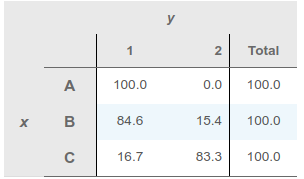 y
1 2 Total
A 100.0 0.0 100.0
x B 84.6 15.4 100.0
C 16.7 83.3 100.0